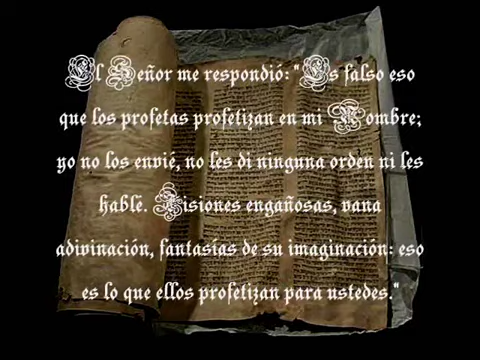 El Señor me respondió: "Es falso eso
que los profetas profetizan en mi Nombre;
yo no los envié, no les di ninguna orden ni les
hablé. Visiones engañosas, vana
adivinación, fantasías de su imaginación: eso
es lo que ellos profetizan para ustedes."